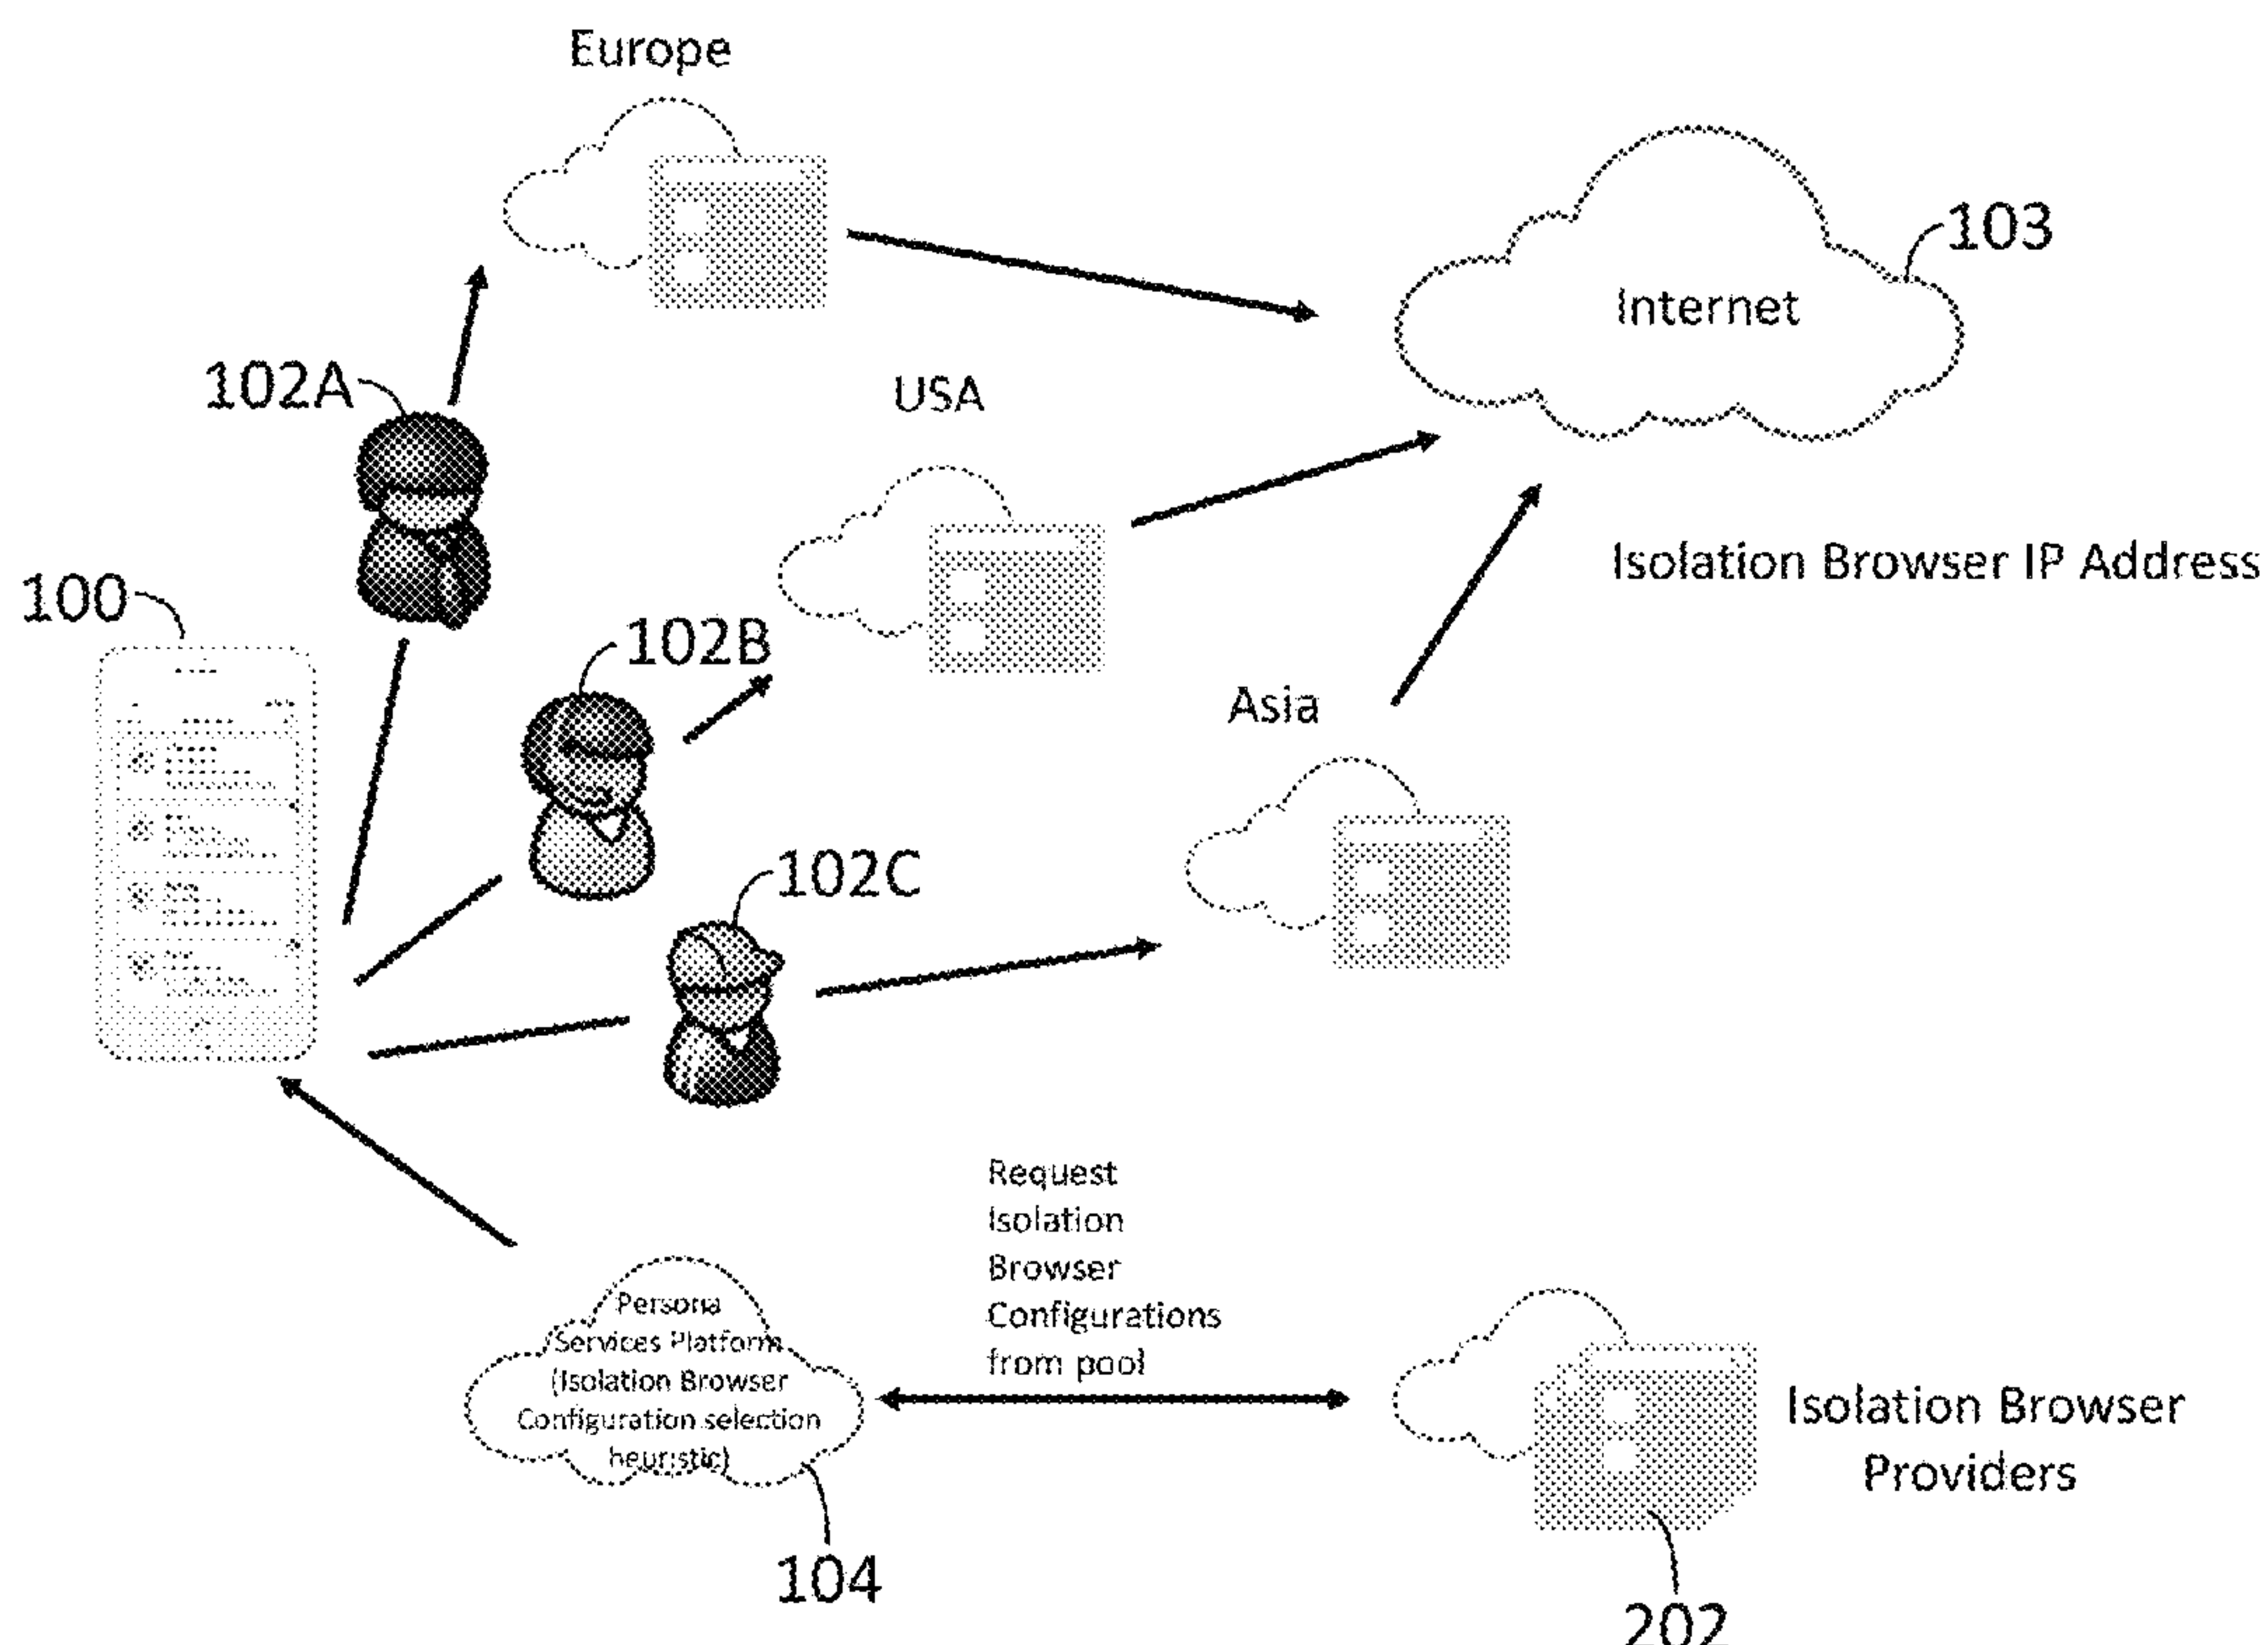 Europe
103
Internet
102A
USA
Isolation Browser IP Address
100
102B
Asia
102C
Request
Isolation
Browser
Configurations
from pool
Persona
Services Platform
(Isolation Browser
Configuration selection
heuristic)
Isolation Browser
Providers
104
202